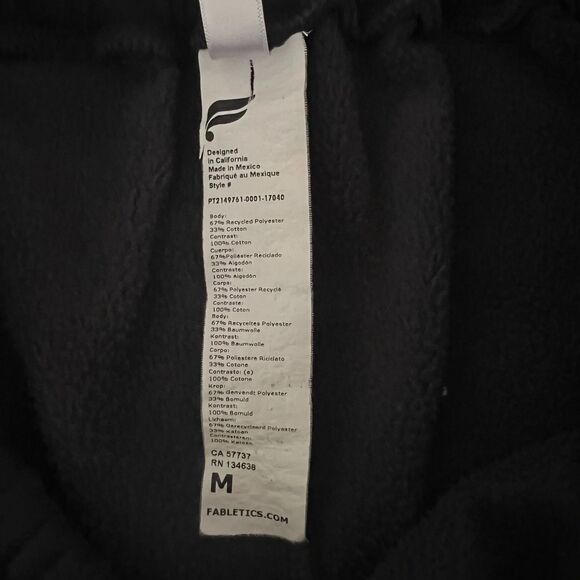 Designed
in California
Made in Mexico
Fabriqué au Mexique
Style #
PT2149761-0001-17040
Body:
67% Recycled Polyester
33% Cotton
Contrast:
100% Cotton
Cuerpo:
67%Poliéster Reciclado
33% Algodón
Contraste:
100% Algodón
Corps:
67% Polyester Recyclé
33% Coton
Contraste:
100% Coton
Body:
67% Recyceltes Polyester
33% Baumwolle
Kontrast:
100% Baumwolle
Corpo:
67% Poliestere Riciclato
33% Cotone
Contrasto: (e)
100% Cotone
Krop:
67% Genvendt Polyester
33% Bomuld
Kontrast:
100% Bomuld
Lichaam:
67% Gerecycleerd Polyester
33% Katoen
Contrasteren:
100% Katoen
CA 57737
RN 134638
M
FABLETICS.COM